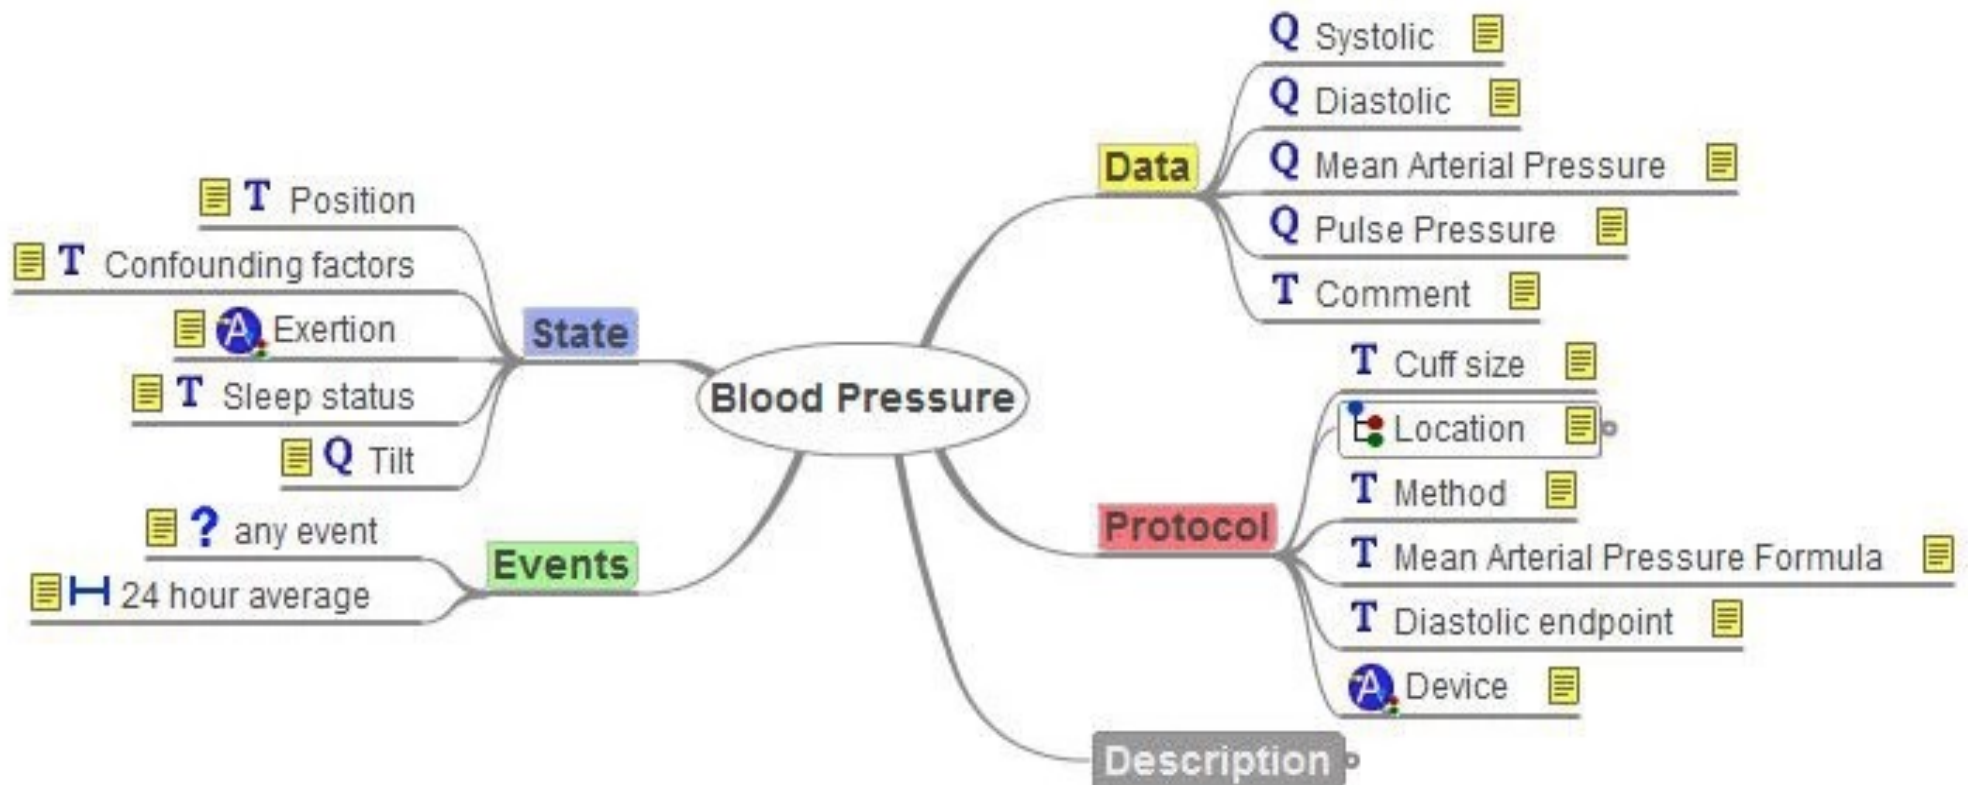 Blood Pressure
Data
Q Systolic
Q Diastolic
Q Mean Arterial Pressure
Q Pulse Pressure
T Comment
Protocol
T Cuff size
Location
T Method
T Mean Arterial Pressure Formula
T Diastolic endpoint
A Device
Description
State
T Position
T Confounding factors
A Exertion
T Sleep status
Q Tilt
Events
? any event
24 hour average